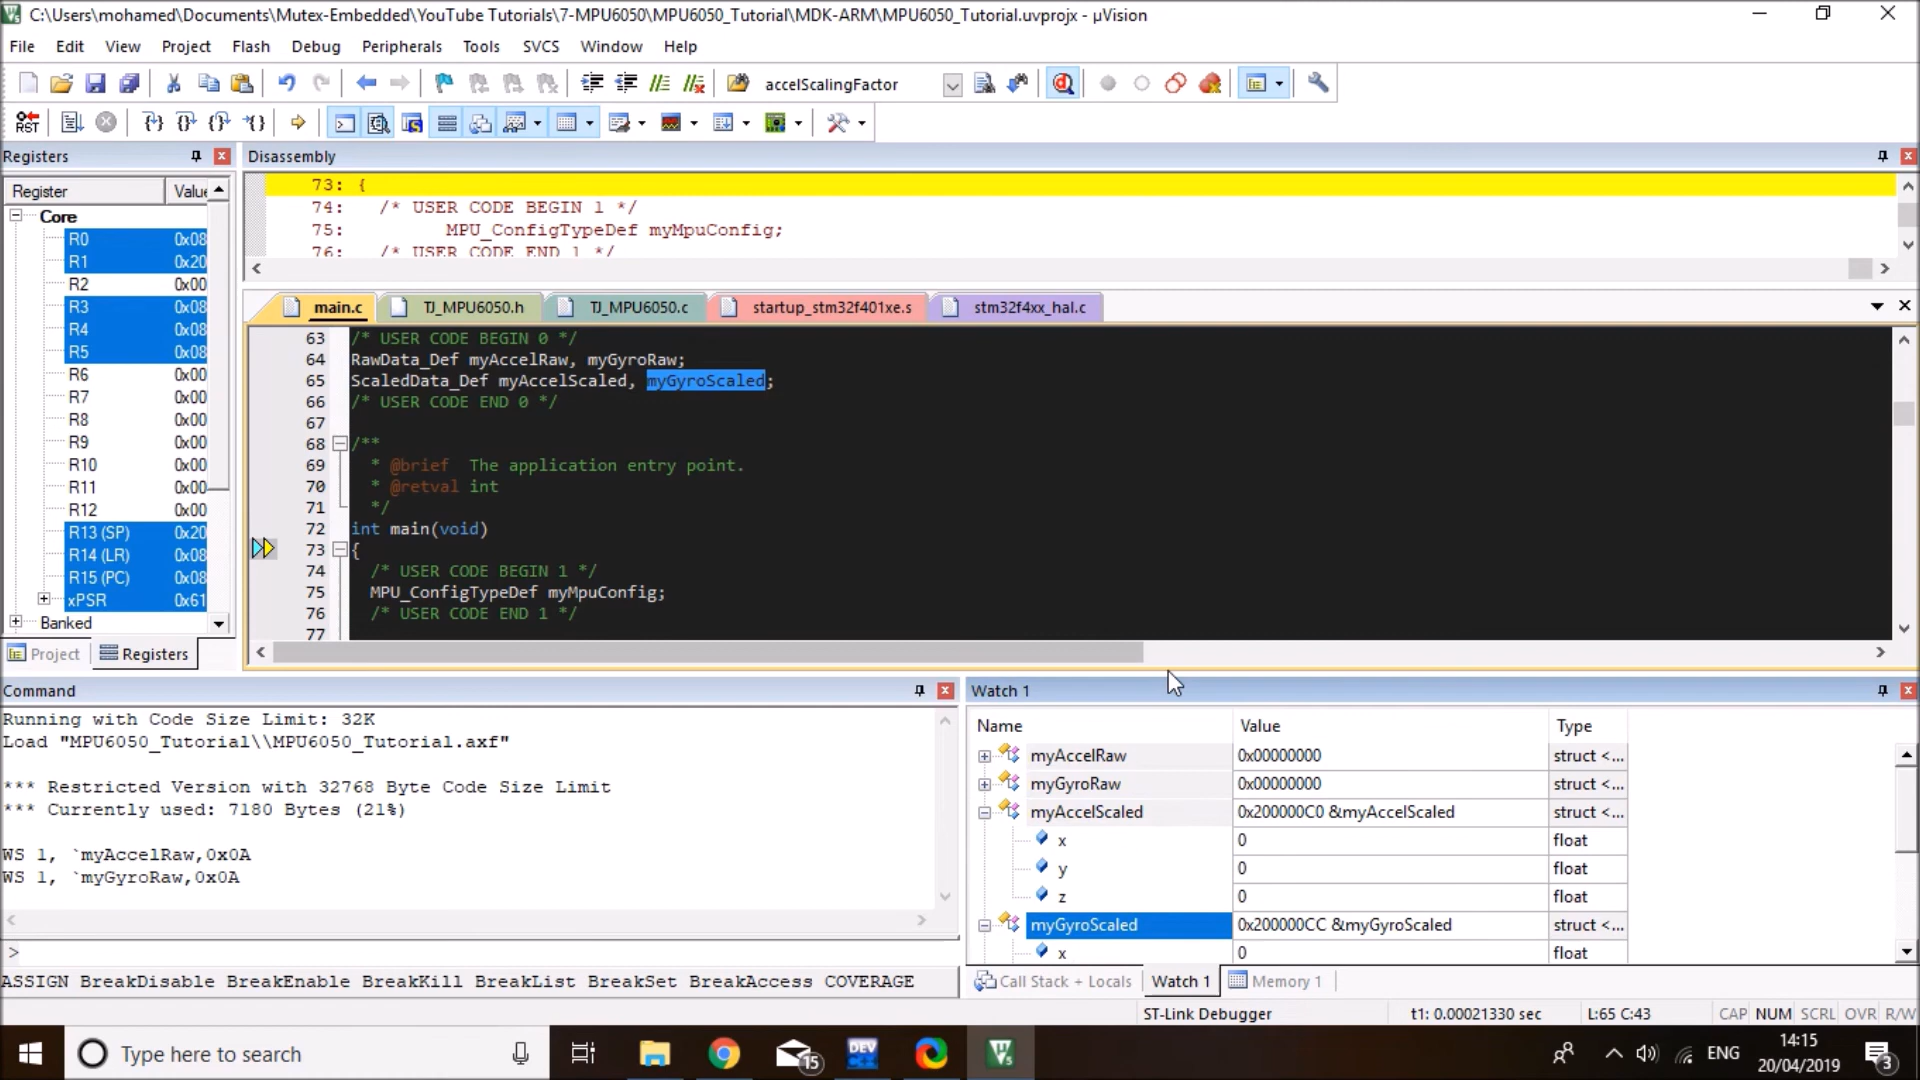 C:\Users\mohamed\Documents\Mutex-Embedded\YouTube Tutorials\7-MPU6050\MPU6050_Tutorial\MDK-ARM\MPU6050_Tutorial.uvprojx - µVision
File Edit View Project Flash Debug Peripherals Tools SVCS Window Help
accelScalingFactor
RST
Registers
Disassembly
Register Value
Core
R0 0x08
R1 0x20
R2 0x00
R3 0x08
R4 0x08
R5 0x08
R6 0x00
R7 0x00
R8 0x00
R9 0x00
R10 0x00
R11 0x00
R12 0x00
R13 (SP) 0x20
R14 (LR) 0x08
R15 (PC) 0x08
xPSR 0x61
Banked
Project Registers
73: {
74: /* USER CODE BEGIN 1 */
75: MPU_ConfigTypeDef myMpuConfig;
76: /* USER CODE END 1 */
main.c TJ_MPU6050.h TJ_MPU6050.c startup_stm32f401xe.s stm32f4xx_hal.c
63 /* USER CODE BEGIN 0 */
64 RawData_Def myAccelRaw, myGyroRaw;
65 ScaledData_Def myAccelScaled, myGyroScaled;
66 /* USER CODE END 0 */
67
68 /**
69 * @brief The application entry point.
70 * @retval int
71 */
72 int main(void)
73 {
74 /* USER CODE BEGIN 1 */
75 MPU_ConfigTypeDef myMpuConfig;
76 /* USER CODE END 1 */
77
Command
Running with Code Size Limit: 32K
Load "MPU6050_Tutorial\\MPU6050_Tutorial.axf"
*** Restricted Version with 32768 Byte Code Size Limit
*** Currently used: 7180 Bytes (21%)
WS 1, `myAccelRaw,0x0A
WS 1, `myGyroRaw,0x0A
>
ASSIGN BreakDisable BreakEnable BreakKill BreakList BreakSet BreakAccess COVERAGE
Watch 1
Name Value Type
myAccelRaw 0x00000000 struct <...
myGyroRaw 0x00000000 struct <...
myAccelScaled 0x200000C0 &myAccelScaled struct <...
x 0 float
y 0 float
z 0 float
myGyroScaled 0x200000CC &myGyroScaled struct <...
x 0 float
Call Stack + Locals Watch 1 Memory 1
ST-Link Debugger t1: 0.00021330 sec L:65 C:43 CAP NUM SCRL OVR R/W
Type here to search
15
DEV
ENG
14:15
20/04/2019
3